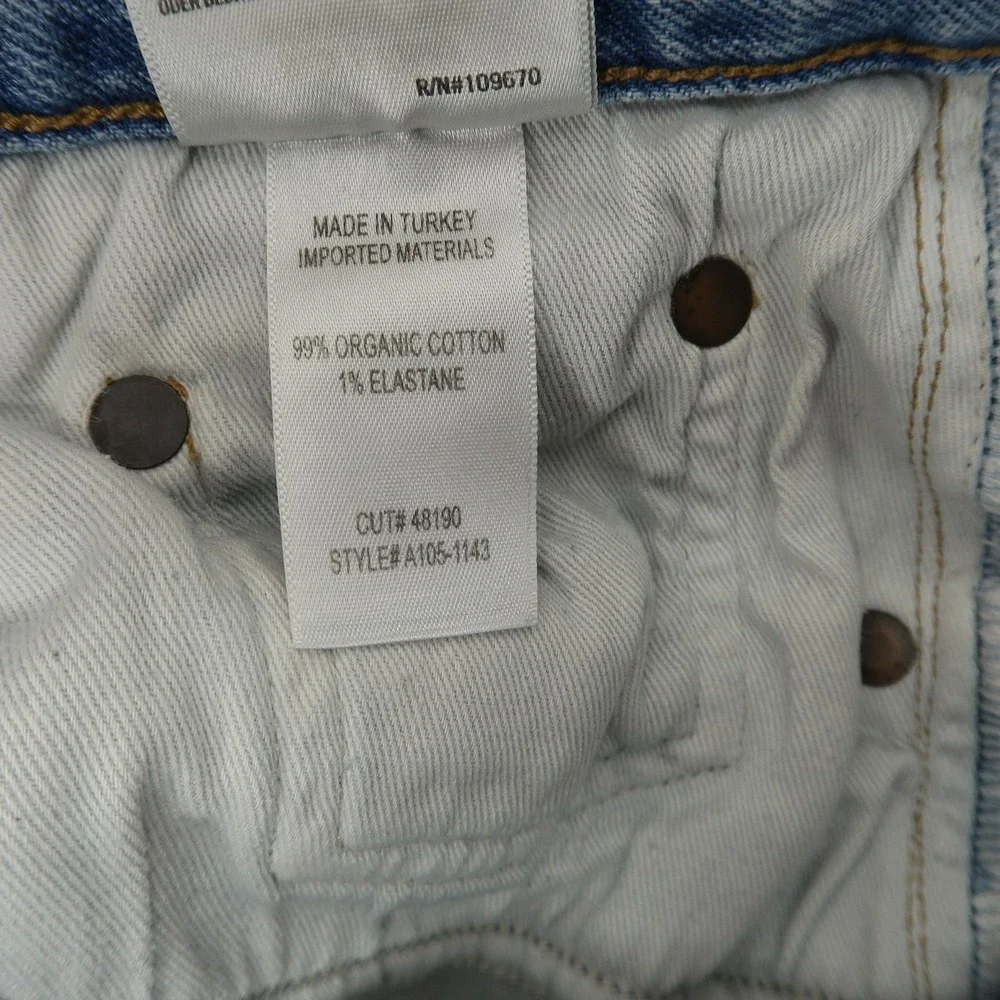 R/N#109670
MADE IN TURKEY
IMPORTED MATERIALS
99% ORGANIC COTTON
1% ELASTANE
CUT# 48190
STYLE# A105-1143